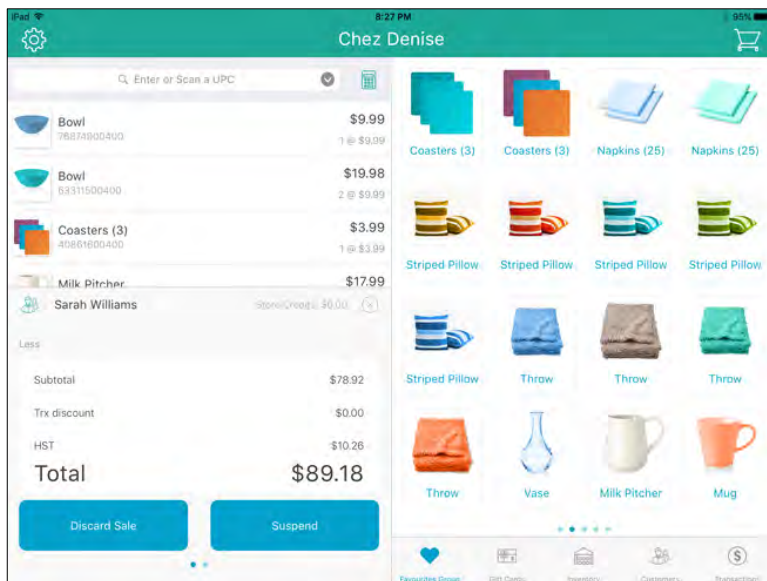 iPad 8:27 PM 95%
Chez Denise
Enter or Scan a UPC
Bowl $9.99
76874900400 1 @ $9.99
Bowl $19.98
63311500400 2 @ $9.99
Coasters (3) $3.99
40861600400 1 @ $3.99
Milk Pitcher $17.99
Sarah Williams Store Credit: $0.00
Less
Subtotal $78.92
Trx discount $0.00
HST $10.26
Total $89.18
Discard Sale Suspend
Coasters (3) Coasters (3) Napkins (25) Napkins (25)
Striped Pillow Striped Pillow Striped Pillow Striped Pillow
Striped Pillow Throw Throw Throw
Throw Vase Milk Pitcher Mug
Favourites Group Gift Cards Inventory Customers Transactions